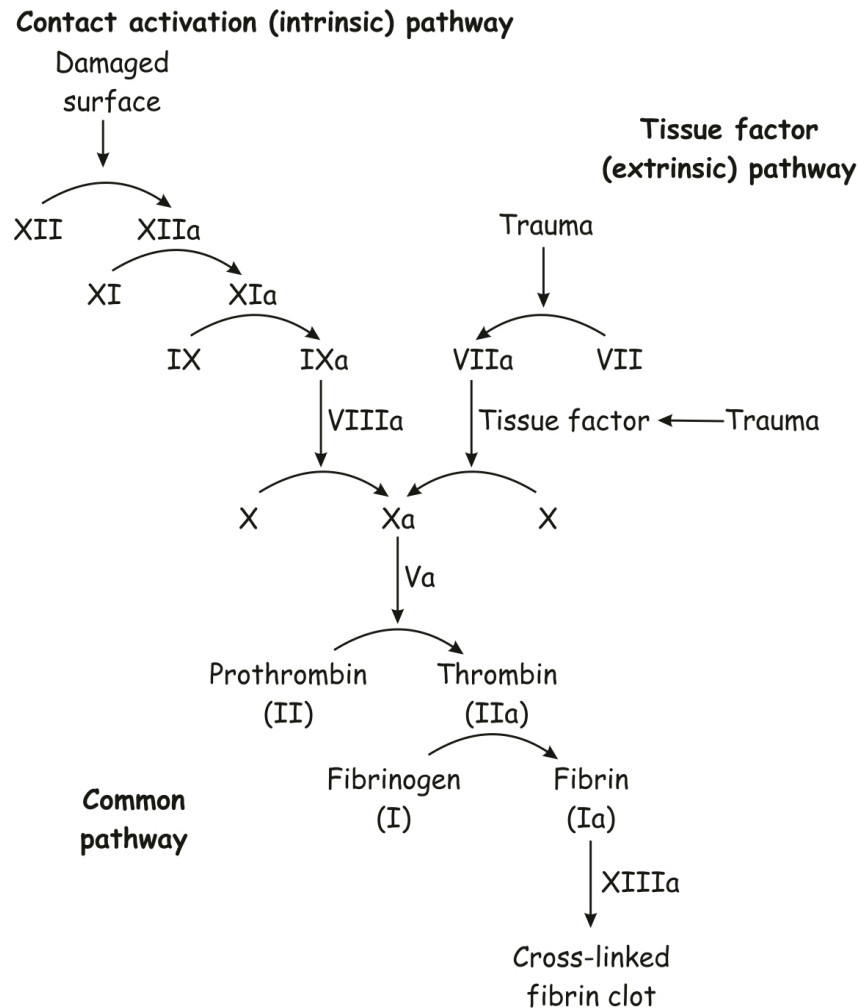 Contact activation (intrinsic) pathway
Damaged
surface
Tissue factor
(extrinsic) pathway
XII XIIa
Trauma
XI XIa
IX IXa VIIa VII
VIIIa Tissue factor Trauma
X Xa X
Va
Prothrombin Thrombin
(II) (IIa)
Fibrinogen Fibrin
(I) (Ia)
Common
pathway
XIIIa
Cross-linked
fibrin clot